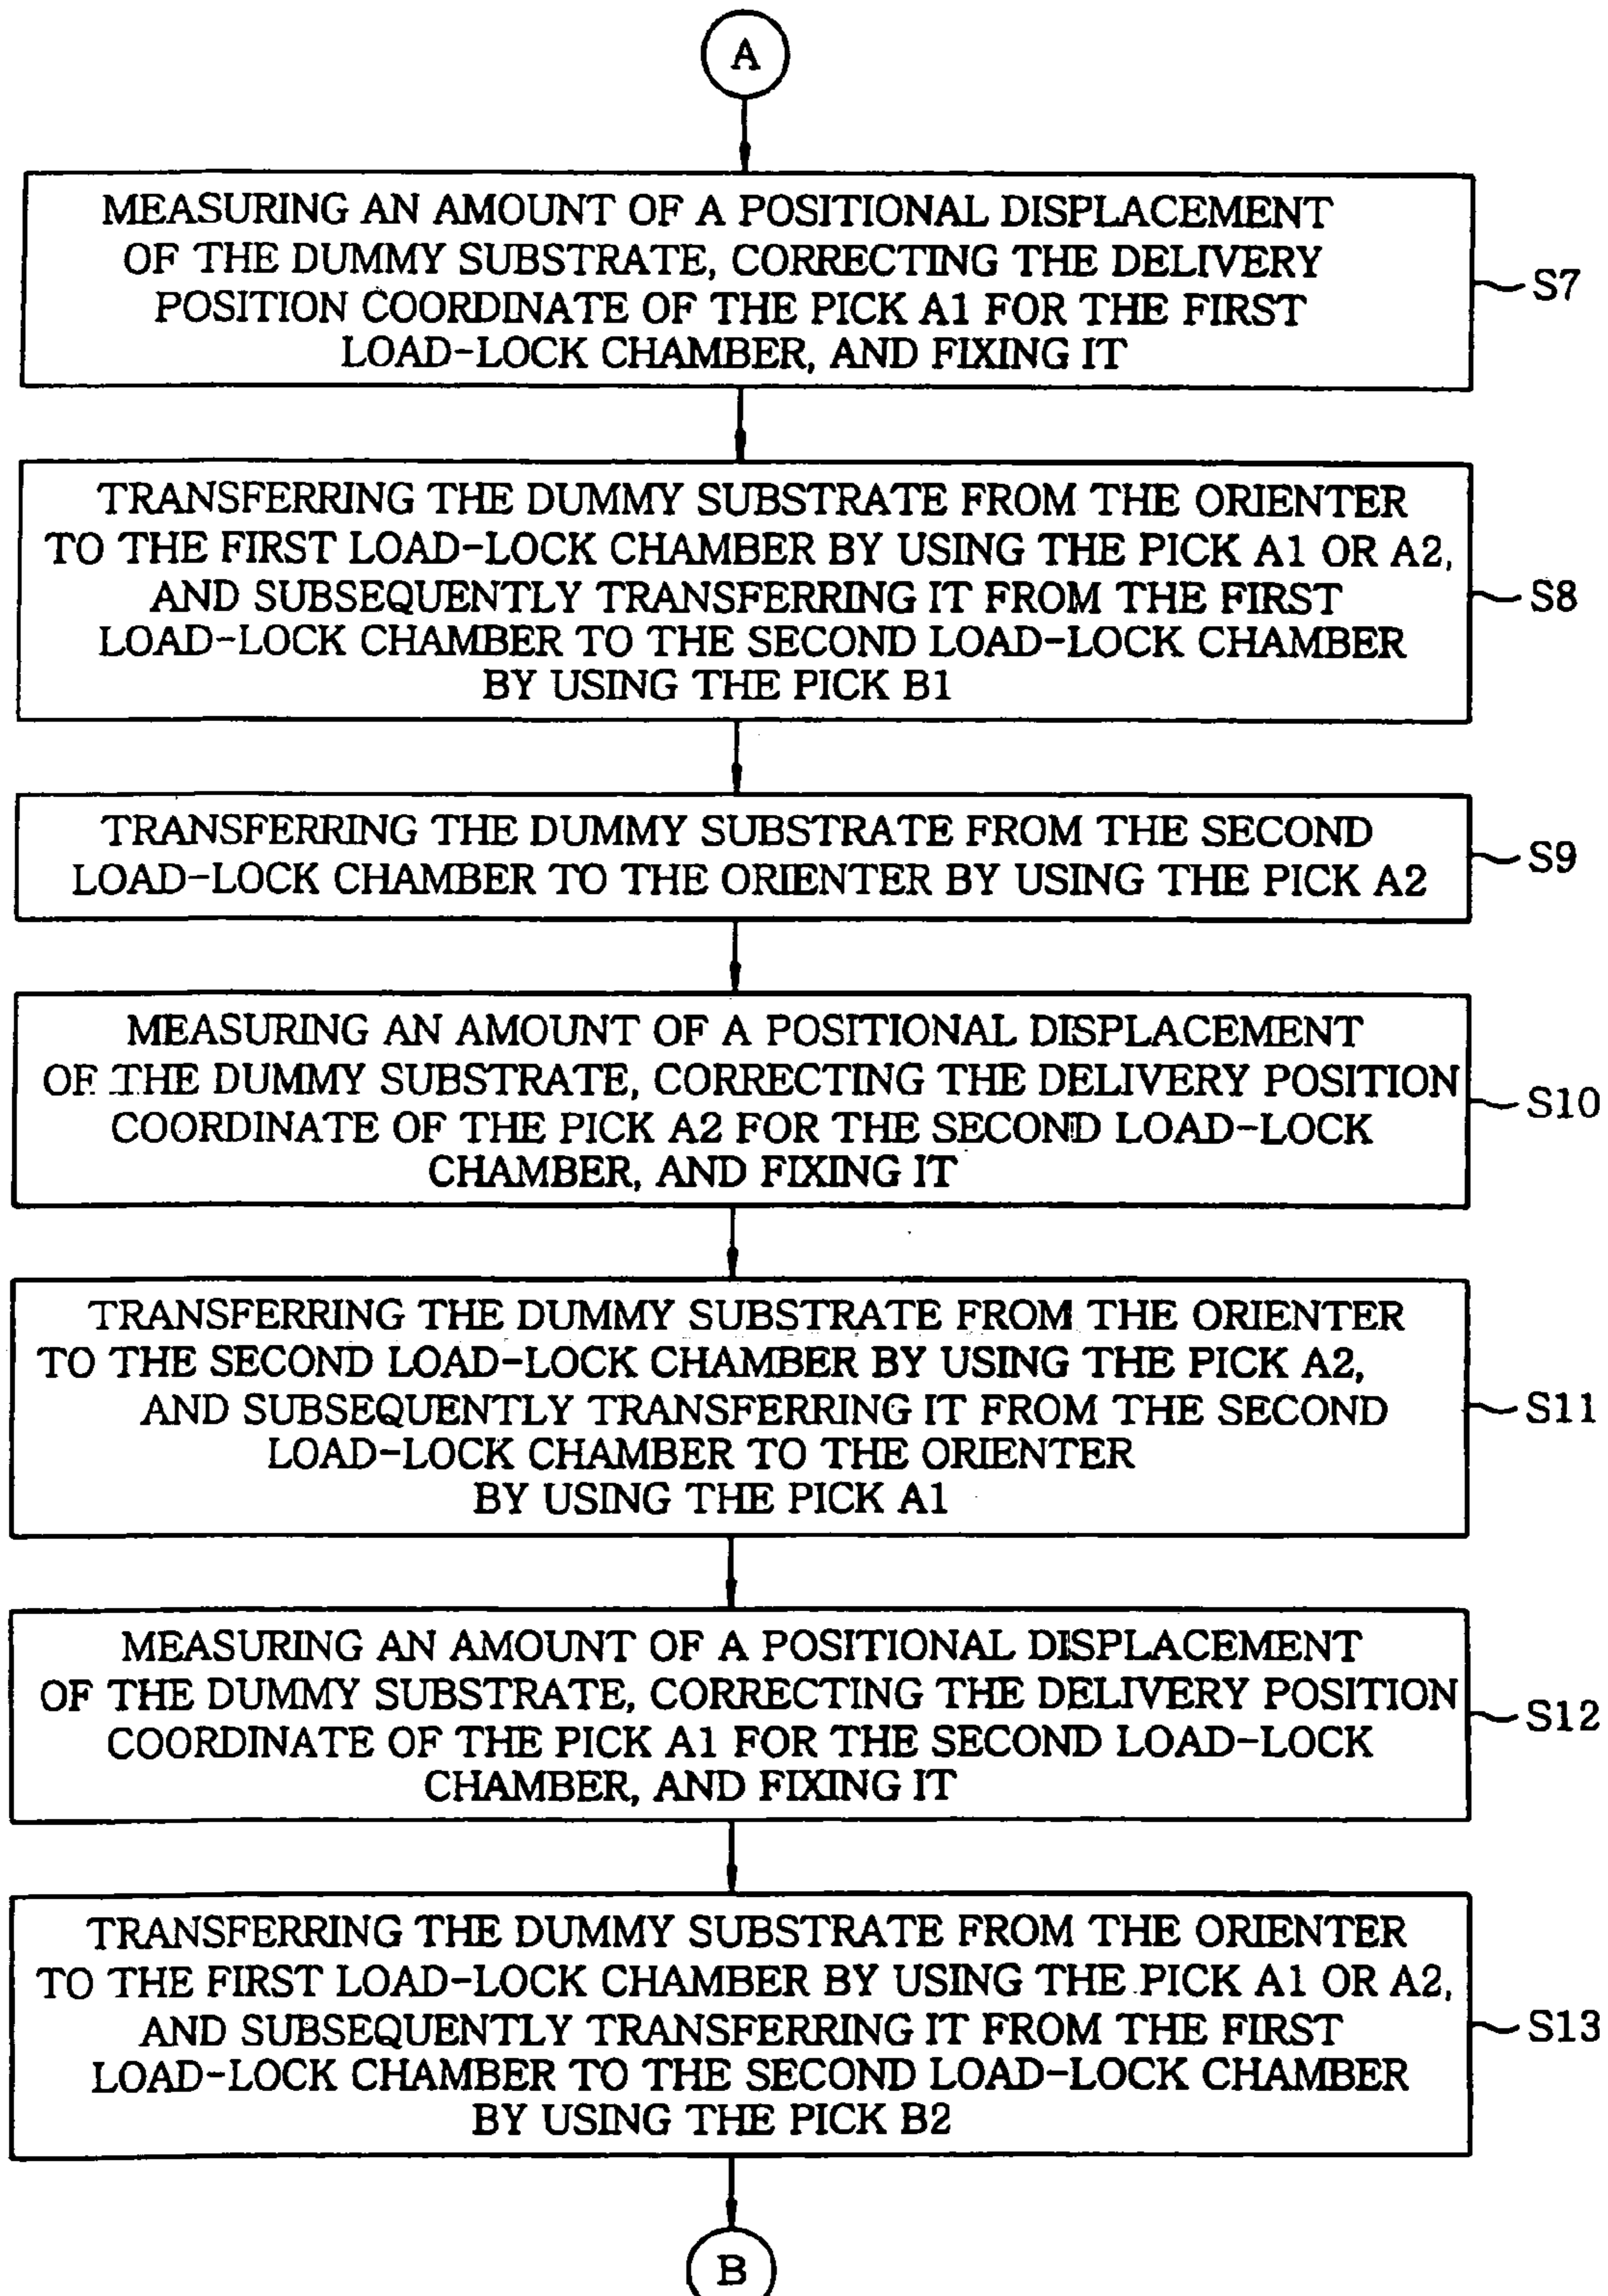 A
MEASURING AN AMOUNT OF A POSITIONAL DISPLACEMENT
OF THE DUMMY SUBSTRATE, CORRECTING THE DELIVERY
POSITION COORDINATE OF THE PICK A1 FOR THE FIRST
LOAD-LOCK CHAMBER, AND FIXING IT
S7
TRANSFERRING THE DUMMY SUBSTRATE FROM THE ORIENTER
TO THE FIRST LOAD-LOCK CHAMBER BY USING THE PICK A1 OR A2,
AND SUBSEQUENTLY TRANSFERRING IT FROM THE FIRST
LOAD-LOCK CHAMBER TO THE SECOND LOAD-LOCK CHAMBER
BY USING THE PICK B1
S8
TRANSFERRING THE DUMMY SUBSTRATE FROM THE SECOND
LOAD-LOCK CHAMBER TO THE ORIENTER BY USING THE PICK A2
S9
MEASURING AN AMOUNT OF A POSITIONAL DISPLACEMENT
OF THE DUMMY SUBSTRATE, CORRECTING THE DELIVERY POSITION
COORDINATE OF THE PICK A2 FOR THE SECOND LOAD-LOCK
CHAMBER, AND FIXING IT
S10
TRANSFERRING THE DUMMY SUBSTRATE FROM THE ORIENTER
TO THE SECOND LOAD-LOCK CHAMBER BY USING THE PICK A2,
AND SUBSEQUENTLY TRANSFERRING IT FROM THE SECOND
LOAD-LOCK CHAMBER TO THE ORIENTER
BY USING THE PICK A1
S11
MEASURING AN AMOUNT OF A POSITIONAL DISPLACEMENT
OF THE DUMMY SUBSTRATE, CORRECTING THE DELIVERY POSITION
COORDINATE OF THE PICK A1 FOR THE SECOND LOAD-LOCK
CHAMBER, AND FIXING IT
S12
TRANSFERRING THE DUMMY SUBSTRATE FROM THE ORIENTER
TO THE FIRST LOAD-LOCK CHAMBER BY USING THE PICK A1 OR A2,
AND SUBSEQUENTLY TRANSFERRING IT FROM THE FIRST
LOAD-LOCK CHAMBER TO THE SECOND LOAD-LOCK CHAMBER
BY USING THE PICK B2
S13
B